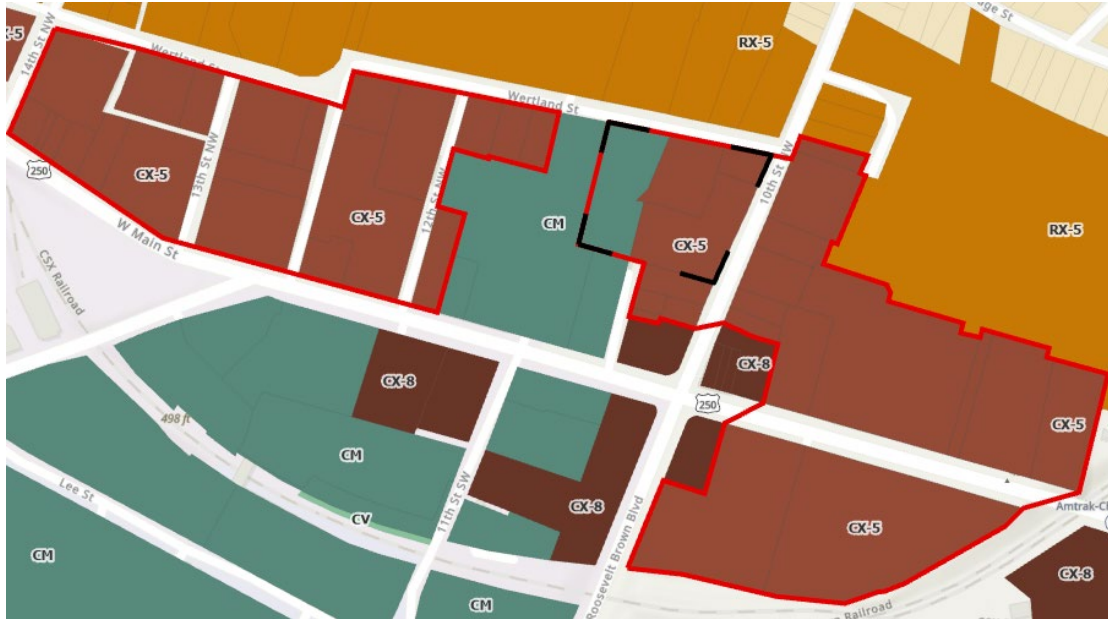 age St
X-5
RX-5
14th St NW
Wertland St
Wertland St
250
CX-5
13th St NW
CX-5
12th St NW
CM
CX-5
10th St NW
RX-5
W Main St
CSX Railroad
CX-8
CX-8
250
498 ft
CM
CX-5
Lee St
CV
11th St SW
CX-8
CX-5
Amtrak-C
CM
CM
Roosevelt Brown Blvd
Railroad
CX-8